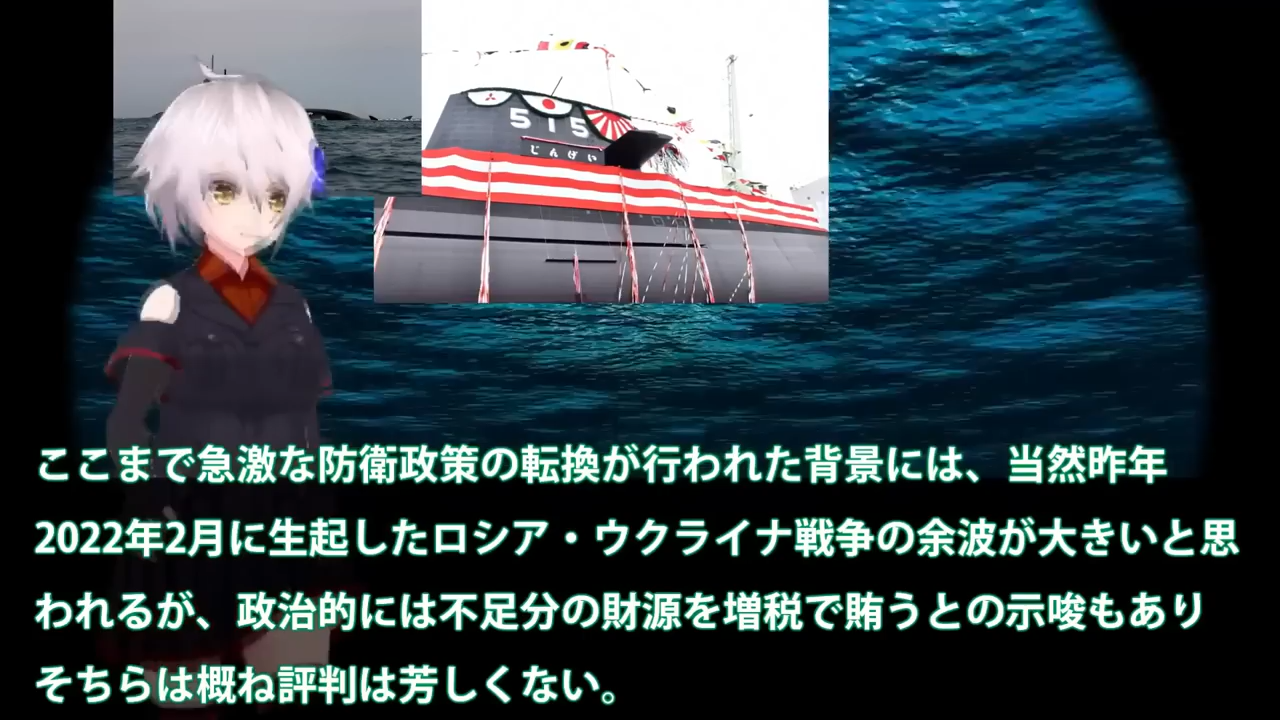 515
じんげい
ここまで急激な防衛政策の転換が行われた背景には、当然昨年
2022年2月に生起したロシア・ウクライナ戦争の余波が大きいと思
われるが、政治的には不足分の財源を増税で賄うとの示唆もあり
そちらは概ね評判は芳しくない。